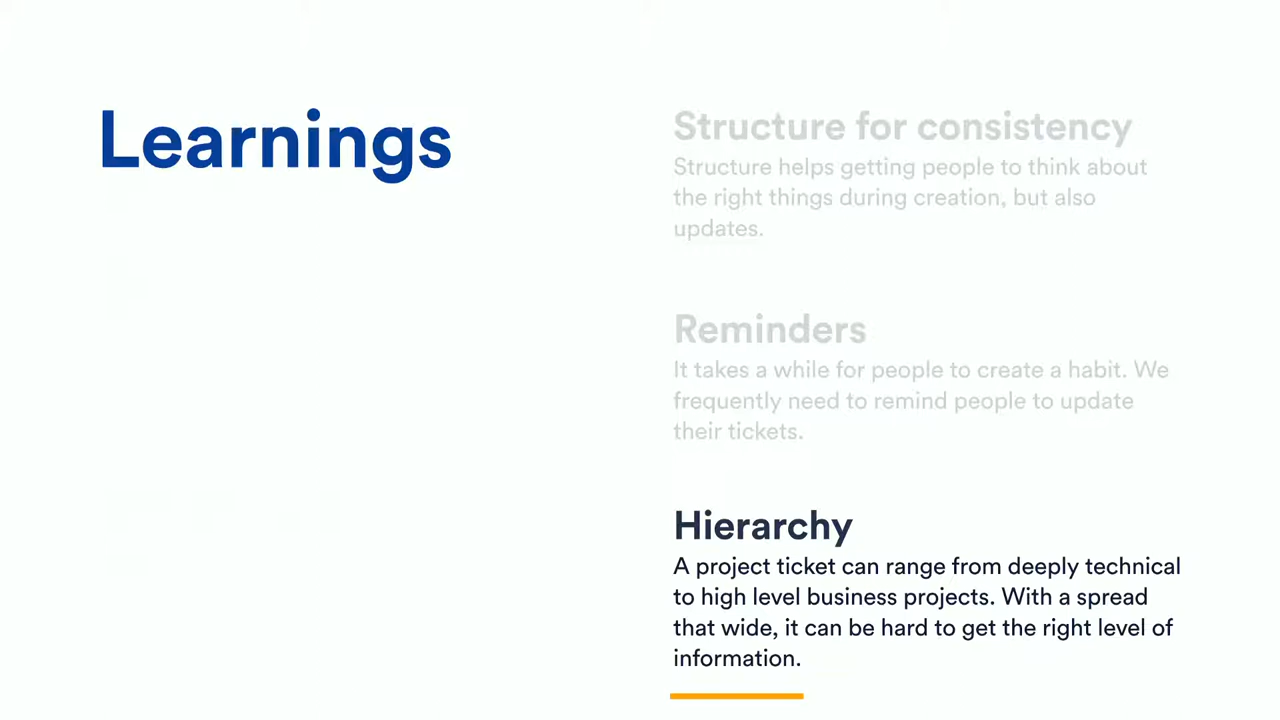 Learnings
Structure for consistency
Structure helps getting people to think about
the right things during creation, but also
updates.
Reminders
It takes a while for people to create a habit. We
frequently need to remind people to update
their tickets.
Hierarchy
A project ticket can range from deeply technical
to high level business projects. With a spread
that wide, it can be hard to get the right level of
information.